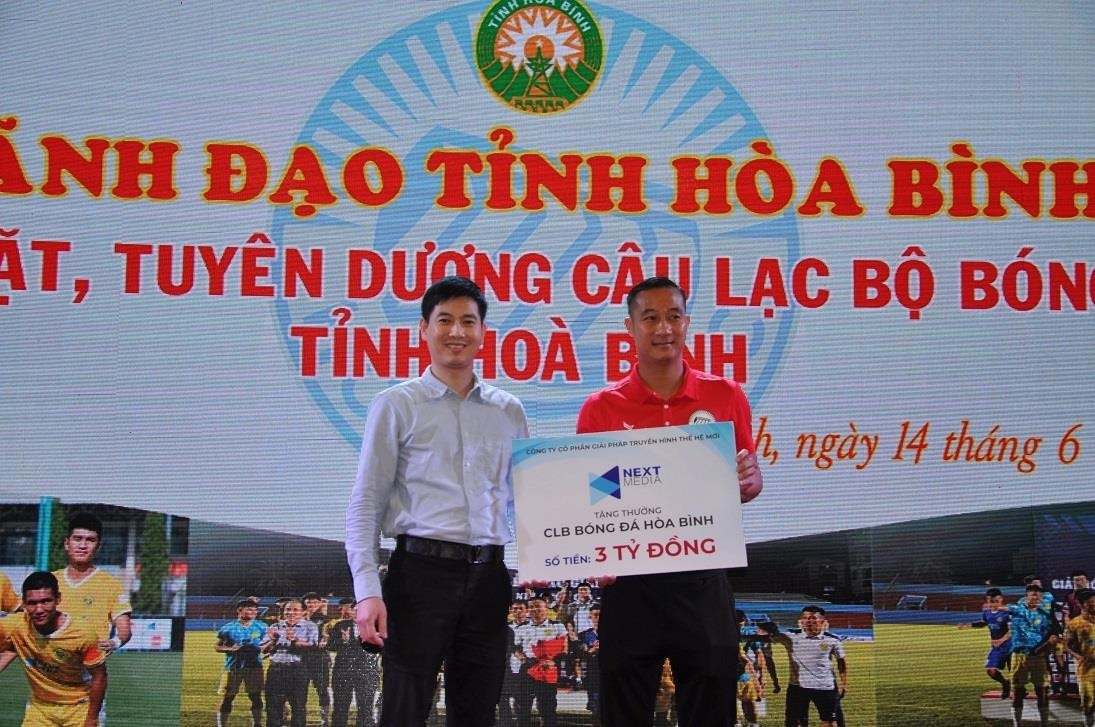 TỈNH HÒA BÌNH
ÃNH ĐẠO TỈNH HÒA BÌNH
ẶT, TUYÊN DƯƠNG CÂU LẠC BỘ BÓNG
TỈNH HOÀ BÌNH
h, ngày 14 tháng 6
CÔNG TY CỔ PHẦN GIẢI PHÁP TRUYỀN HÌNH THẾ HỆ MỚI
NEXT
MEDIA
TẶNG THƯỞNG
CLB BÓNG ĐÁ HÒA BÌNH
SỐ TIỀN: 3 TỶ ĐỒNG